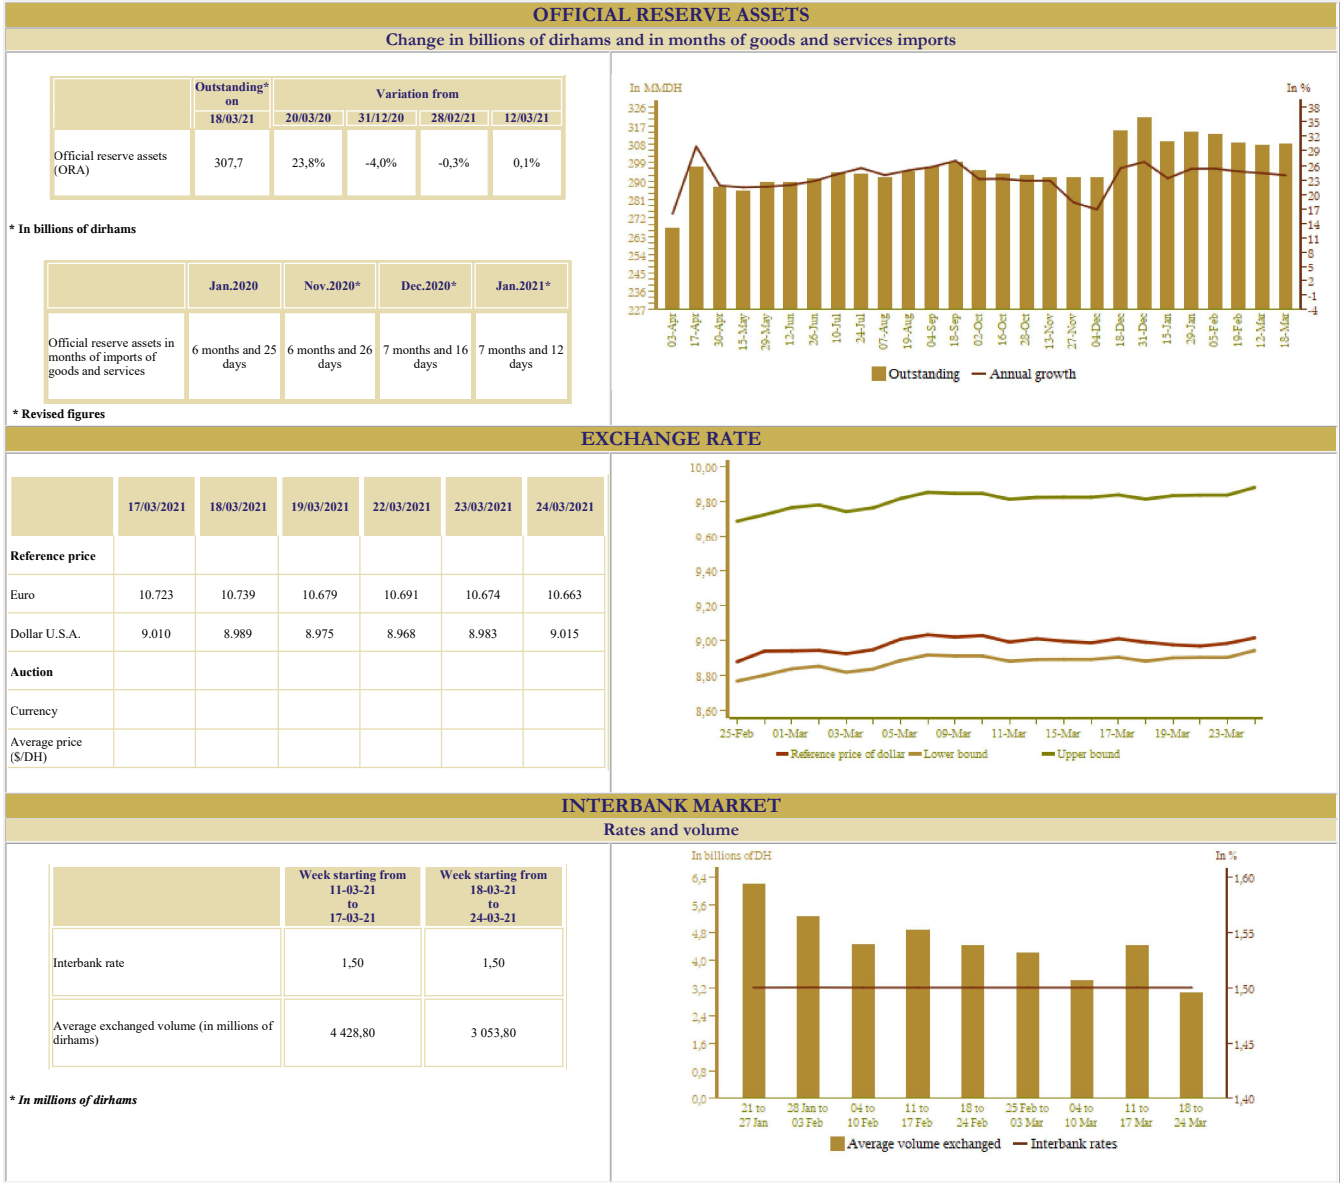 OFFICIAL RESERVE ASSETS
Change in billions of dirhams and in months of goods and services imports
Outstanding*
on
Variation from
18/03/21 20/03/20 31/12/20 28/02/21 12/03/21
Official reserve assets
(ORA)
307,7 23,8% -4,0% -0,3% 0,1%
* In billions of dirhams
Jan.2020 Nov.2020* Dec.2020* Jan.2021*
Official reserve assets in
months of imports of
goods and services
6 months and 25
days
6 months and 26
days
7 months and 16
days
7 months and 12
days
* Revised figures
In MMDH
In %
326
317
308
299
290
281
272
263
254
245
236
227
38
35
32
29
26
23
20
17
14
11
8
5
2
-1
-4
03-Apr
17-Apr
30-Apr
15-May
29-May
12-Jun
26-Jun
10-Jul
24-Jul
07-Aug
19-Aug
04-Sep
18-Sep
02-Oct
16-Oct
28-Oct
13-Nov
27-Nov
04-Dec
18-Dec
31-Dec
15-Jan
29-Jan
05-Feb
19-Feb
12-Mar
18-Mar
Outstanding Annual growth
EXCHANGE RATE
17/03/2021 18/03/2021 19/03/2021 22/03/2021 23/03/2021 24/03/2021
Reference price
Euro 10.723 10.739 10.679 10.691 10.674 10.663
Dollar U.S.A. 9.010 8.989 8.975 8.968 8.983 9.015
Auction
Currency
Average price
($/DH)
10,00
9,80
9,60
9,40
9,20
9,00
8,80
8,60
25-Feb 01-Mar 03-Mar 05-Mar 09-Mar 11-Mar 15-Mar 17-Mar 19-Mar 23-Mar
Reference price of dollar Lower bound Upper bound
INTERBANK MARKET
Rates and volume
Week starting from
11-03-21
to
17-03-21
Week starting from
18-03-21
to
24-03-21
Interbank rate 1,50 1,50
Average exchanged volume (in millions of
dirhams)
4 428,80 3 053,80
* In millions of dirhams
In billions of DH
In %
6,4
5,6
4,8
4,0
3,2
2,4
1,6
0,8
0,0
1,60
1,55
1,50
1,45
1,40
21 to
27 Jan
28 Jan to
03 Feb
04 to
10 Feb
11 to
17 Feb
18 to
24 Feb
25 Feb to
03 Mar
04 to
10 Mar
11 to
17 Mar
18 to
24 Mar
Average volume exchanged Interbank rates